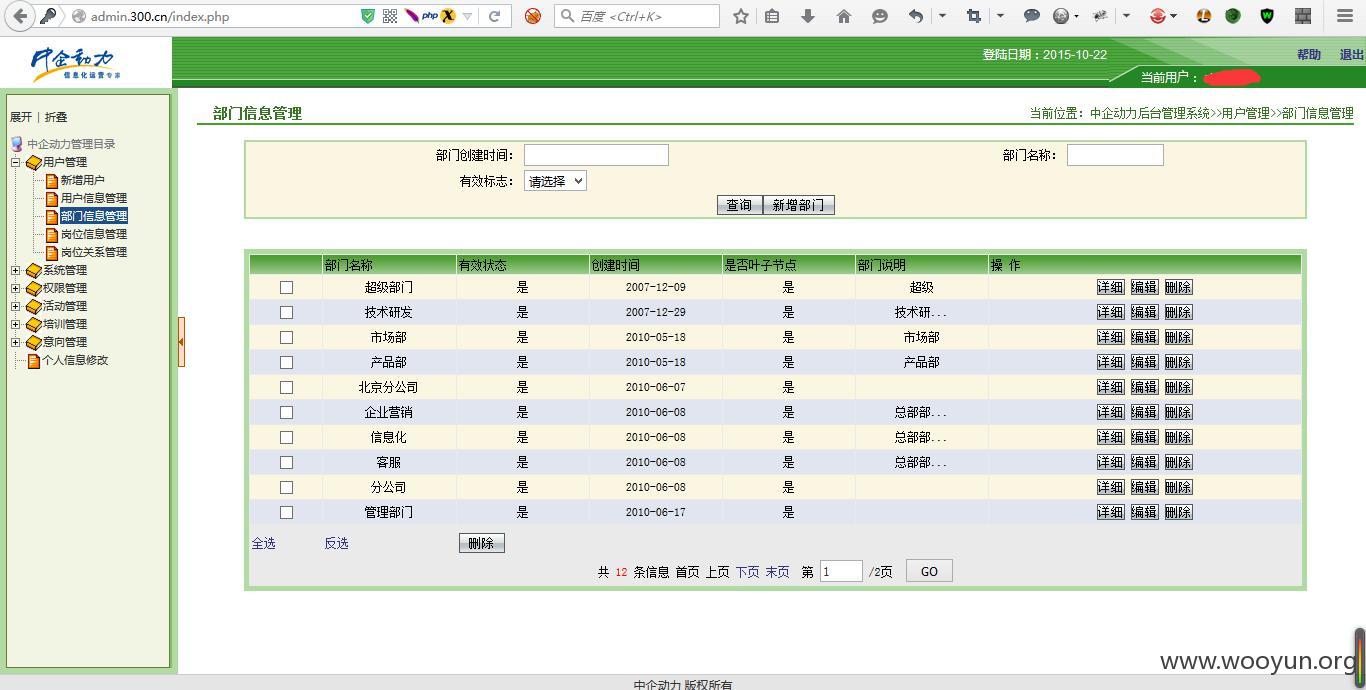 admin.300.cn/index.php
php
百度 <Ctrl+K>
中企动力
信息化运营专家
登陆日期：2015-10-22
帮助 退出
当前用户：
展开 | 折叠
中企动力管理目录
用户管理
新增用户
用户信息管理
部门信息管理
岗位信息管理
岗位关系管理
系统管理
权限管理
活动管理
培训管理
意向管理
个人信息修改
部门信息管理
当前位置：中企动力后台管理系统>>用户管理>>部门信息管理
部门创建时间：
部门名称：
有效标志： 请选择
查询 新增部门
部门名称 有效状态 创建时间 是否叶子节点 部门说明 操 作
超级部门 是 2007-12-09 是 超级 详细 编辑 删除
技术研发 是 2007-12-29 是 技术研... 详细 编辑 删除
市场部 是 2010-05-18 是 市场部 详细 编辑 删除
产品部 是 2010-05-18 是 产品部 详细 编辑 删除
北京分公司 是 2010-06-07 是 详细 编辑 删除
企业营销 是 2010-06-08 是 总部部... 详细 编辑 删除
信息化 是 2010-06-08 是 总部部... 详细 编辑 删除
客服 是 2010-06-08 是 总部部... 详细 编辑 删除
分公司 是 2010-06-08 是 详细 编辑 删除
管理部门 是 2010-06-17 是 详细 编辑 删除
全选 反选 删除
共 12 条信息 首页 上页 下页 末页 第 1 /2页 GO
www.wooyun.org
中企动力 版权所有